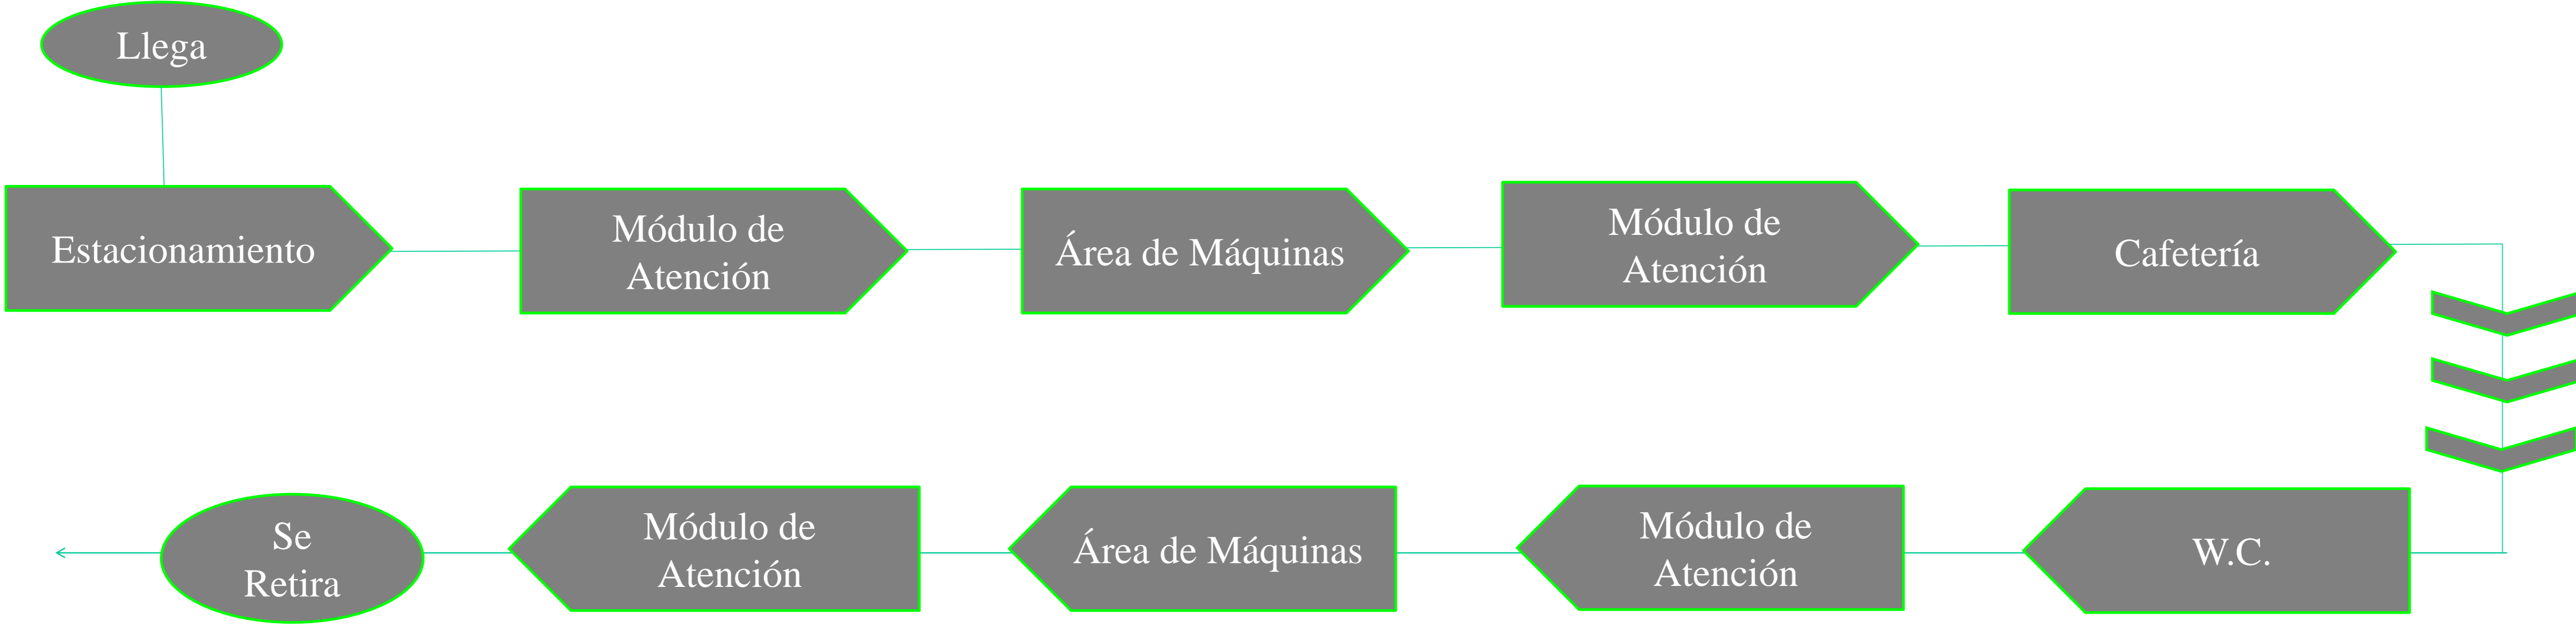 Llega
Estacionamiento
Módulo de
Atención
Área de Máquinas
Módulo de
Atención
Cafetería
Se
Retira
Módulo de
Atención
Área de Máquinas
Módulo de
Atención
W.C.